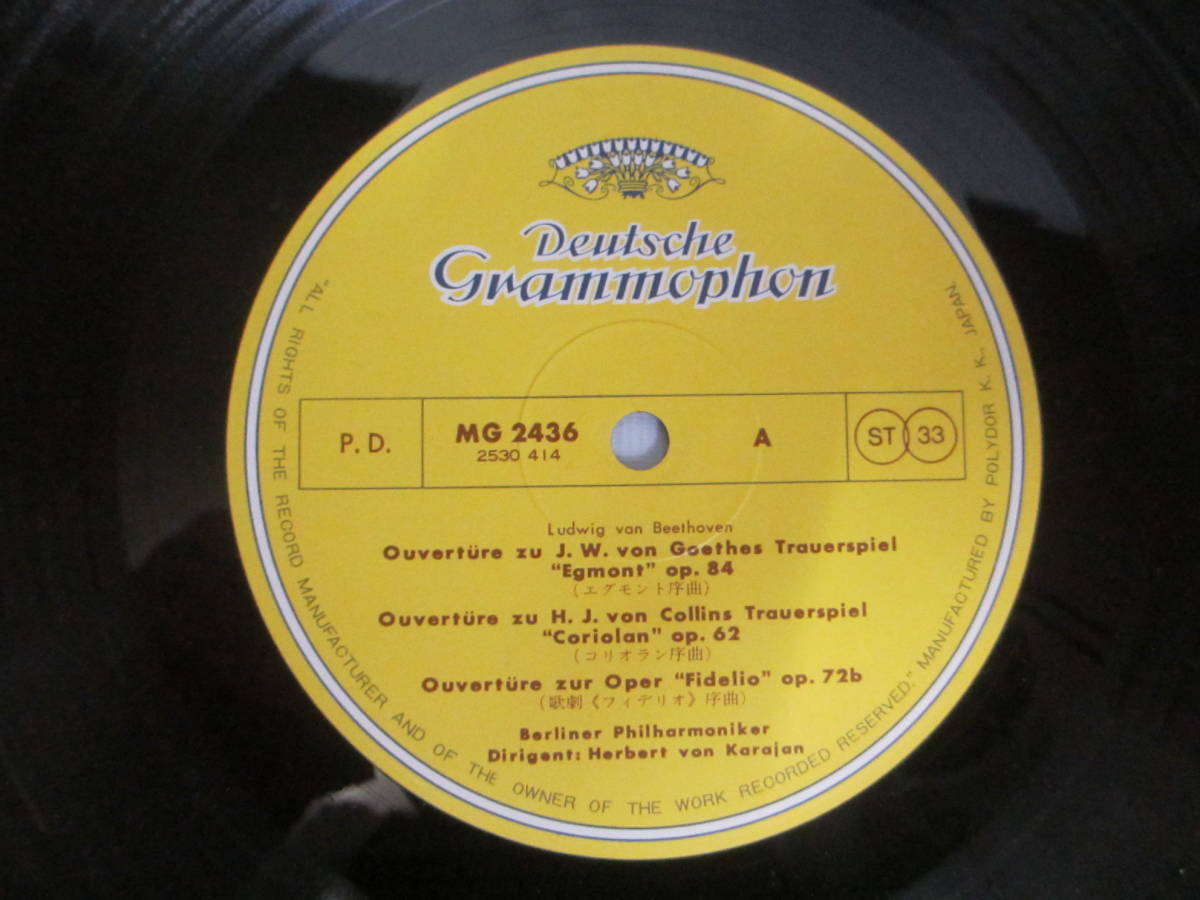 Deutsche
Grammophon
P. D.
MG 2436
2530 414
A
ST 33
Ludwig van Beethoven
Ouvertüre zu J. W. von Goethes Trauerspiel
“Egmont” op. 84
(エグモント序曲)
Ouvertüre zu H. J. von Collins Trauerspiel
“Coriolan” op. 62
(コリオラン序曲)
Ouvertüre zur Oper “Fidelio” op. 72b
(歌劇《フィデリオ》序曲)
Berliner Philharmoniker
Dirigent: Herbert von Karajan
“ALL RIGHTS OF THE RECORD MANUFACTURER AND OF THE OWNER OF THE WORK RECORDED RESERVED.” MANUFACTURED BY POLYDOR K. K., JAPAN.